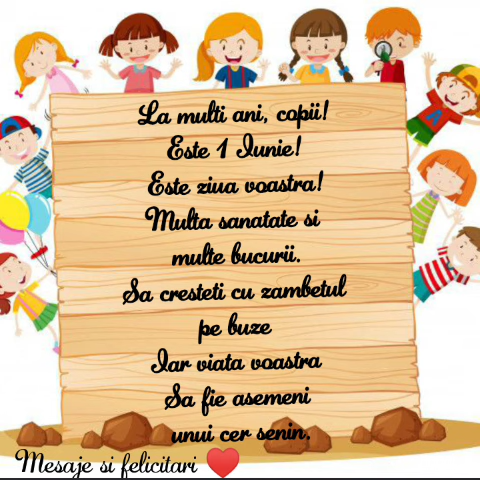 La multi ani, copii!
Este 1 Iunie!
Este ziua voastra!
Multa sanatate si
multe bucurii.
Sa cresteti cu zambetul
pe buze
Iar viata voastra
Sa fie asemeni
unui cer senin.
Mesaje si felicitari ❤️